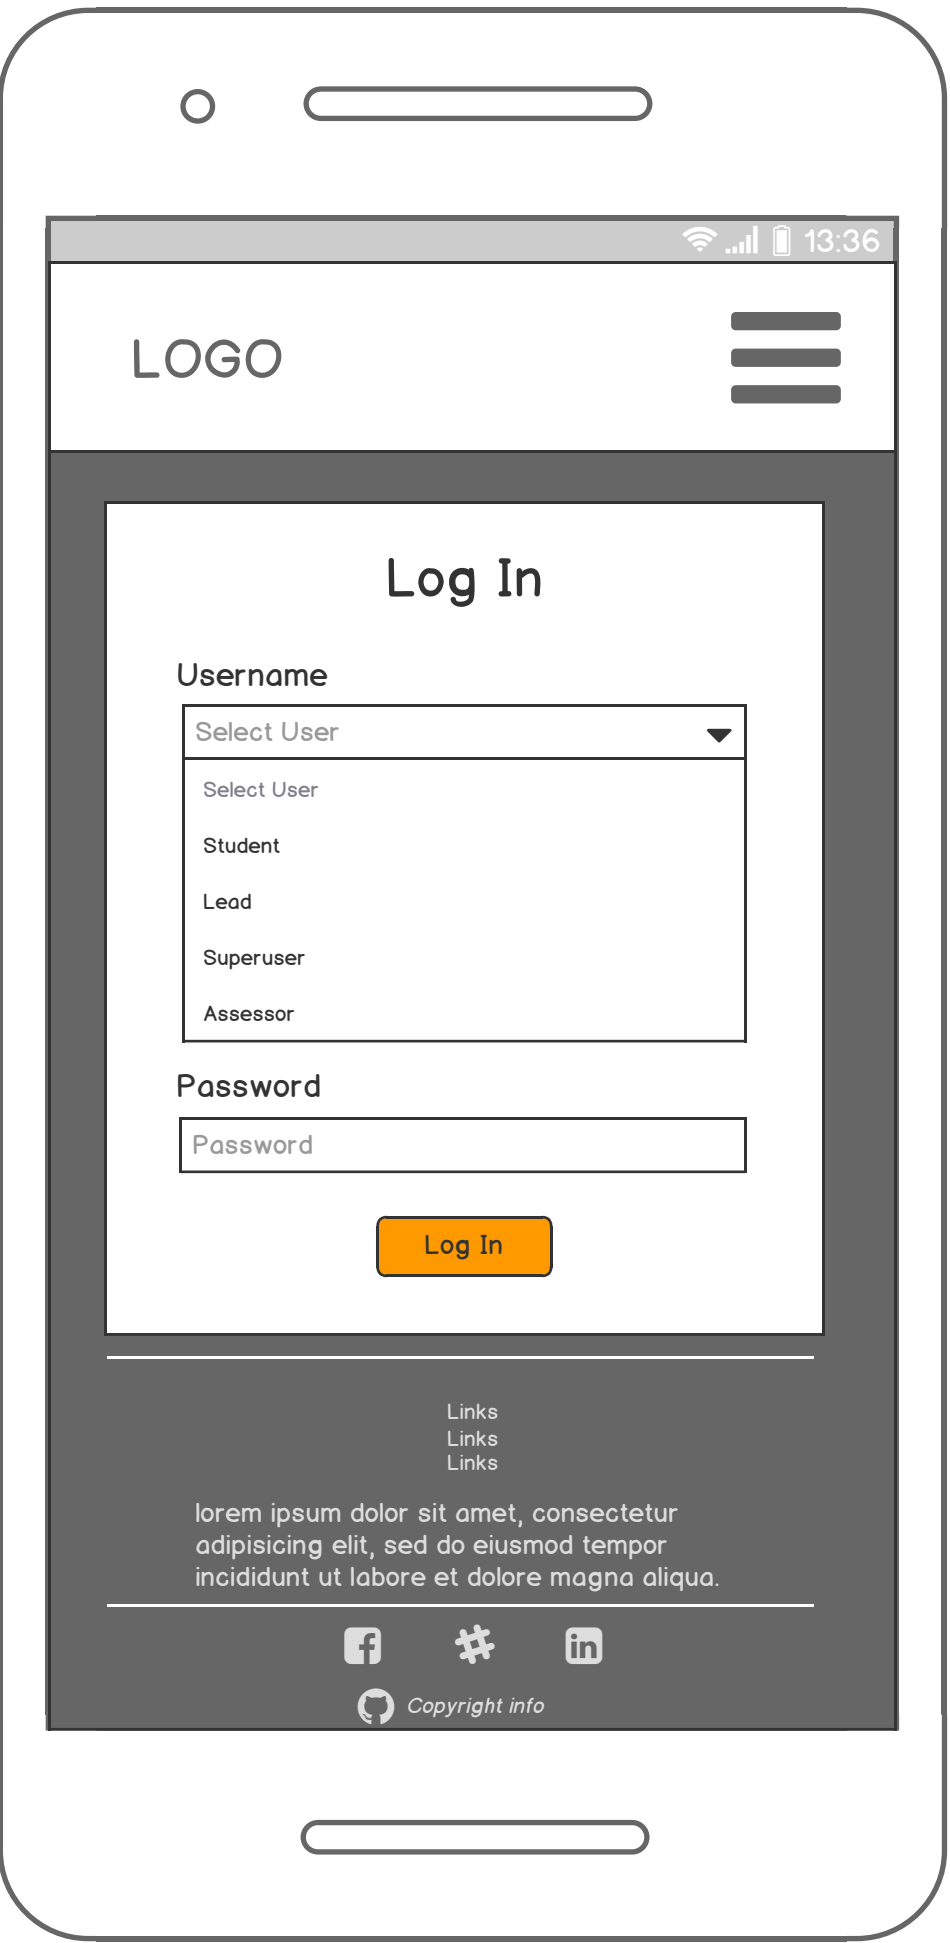 13:36
LOGO
Log In
Username
Select User
Select User
Student
Lead
Superuser
Assessor
Password
Password
Log In
Links
Links
Links
lorem ipsum dolor sit amet, consectetur
adipisicing elit, sed do eiusmod tempor
incididunt ut labore et dolore magna aliqua.
Copyright info